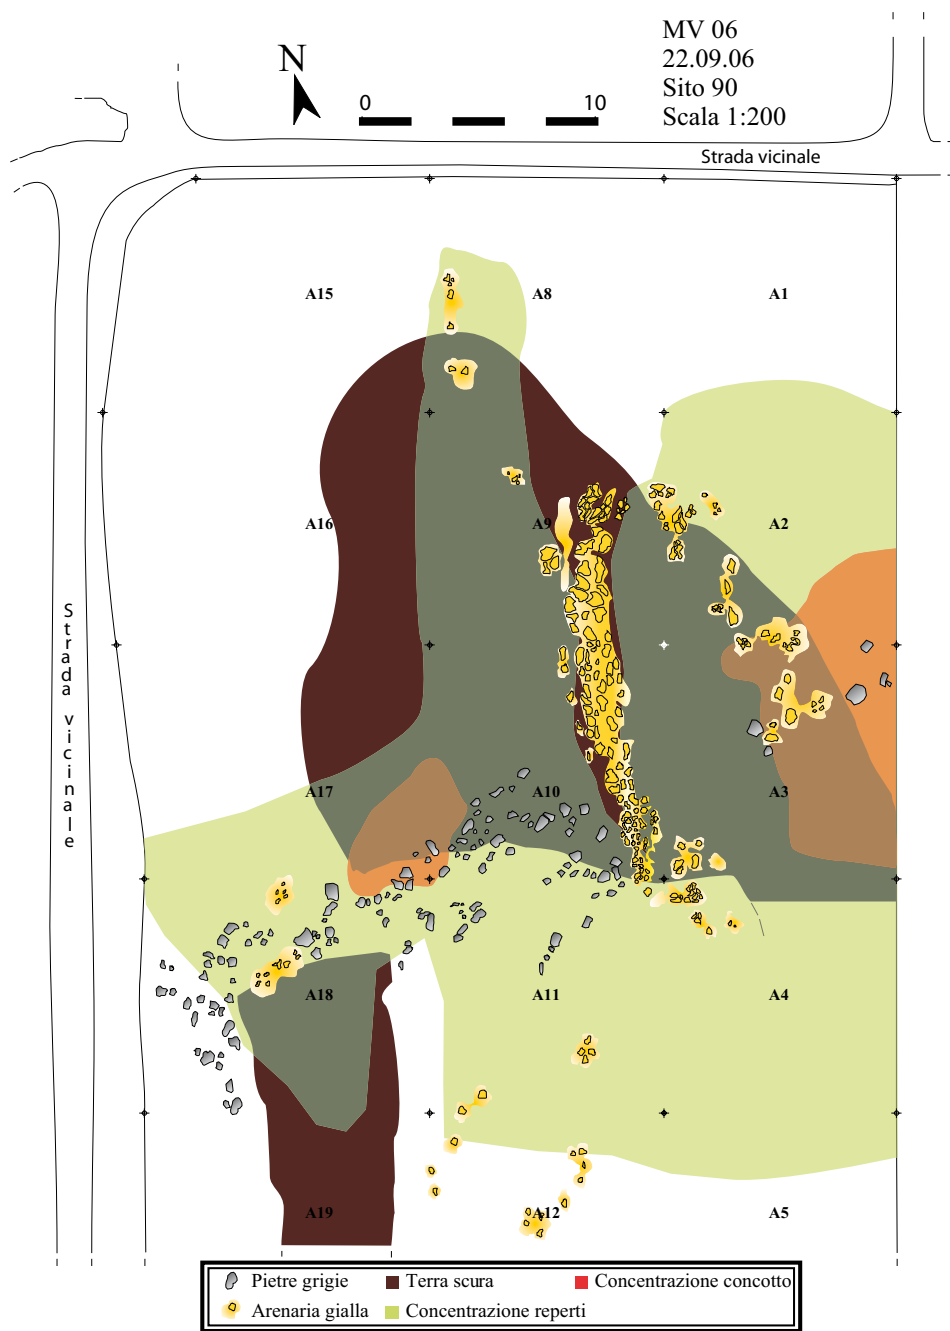 MV 06
22.09.06
Sito 90
Scala 1:200
N
0 10
Strada vicinale
A15 A8 A1
A16 A9 A2
Strada vicinale
A17 A10 A3
A18 A11 A4
A19 A12 A5
Pietre grigie Terra scura Concentrazione concotto
Arenaria gialla Concentrazione reperti